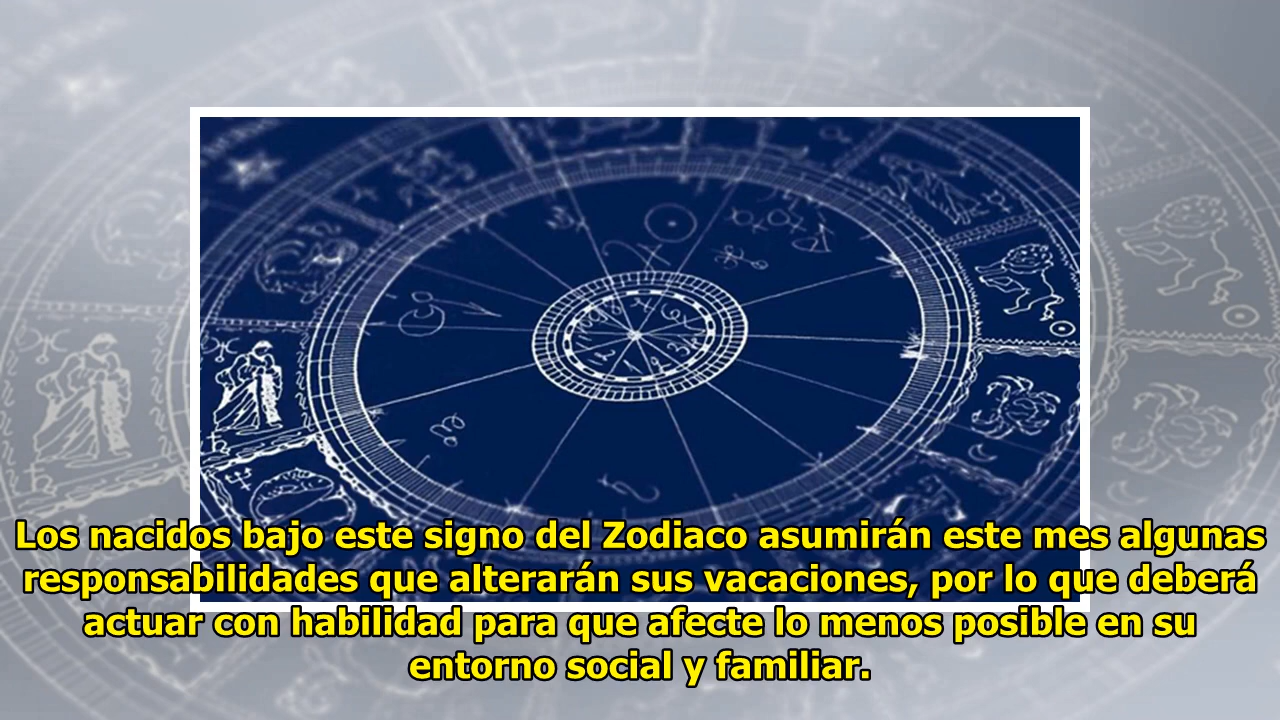 Los nacidos bajo este signo del Zodiaco asumirán este mes algunas
responsabilidades que alterarán sus vacaciones, por lo que deberá
actuar con habilidad para que afecte lo menos posible en su
entorno social y familiar.